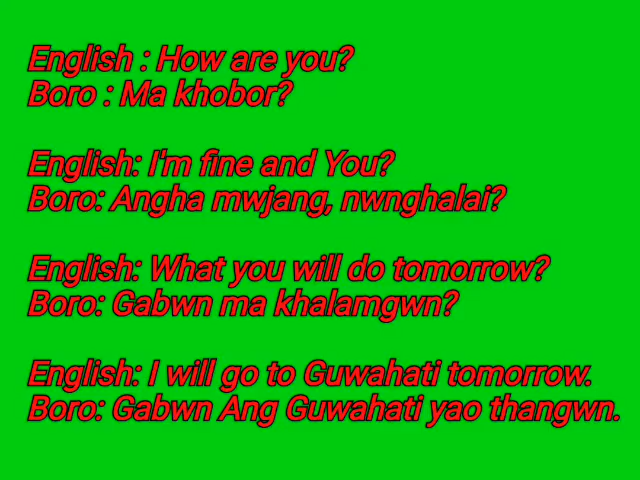 English : How are you?
Boro : Ma khobor?
English: I'm fine and You?
Boro: Angha mwjang, nwnghalai?
English: What you will do tomorrow?
Boro: Gabwn ma khalamgwn?
English: I will go to Guwahati tomorrow.
Boro: Gabwn Ang Guwahati yao thangwn.